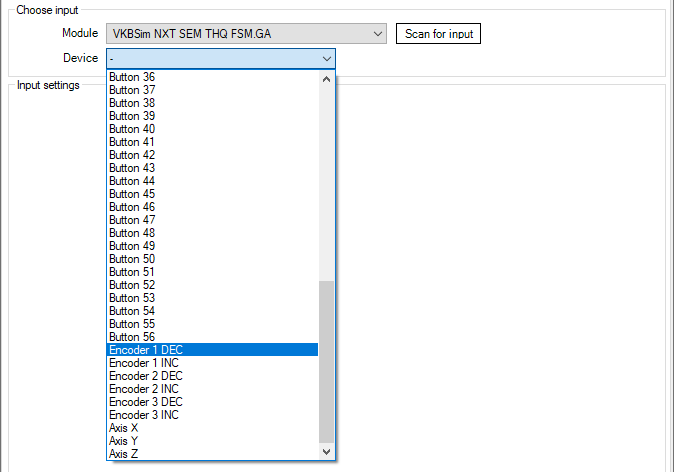 Choose input
Module VKBSim NXT SEM THQ FSM.GA Scan for input
Device -
Input settings
Button 36
Button 37
Button 38
Button 39
Button 40
Button 41
Button 42
Button 43
Button 44
Button 45
Button 46
Button 47
Button 48
Button 49
Button 50
Button 51
Button 52
Button 53
Button 54
Button 55
Button 56
Encoder 1 DEC
Encoder 1 INC
Encoder 2 DEC
Encoder 2 INC
Encoder 3 DEC
Encoder 3 INC
Axis X
Axis Y
Axis Z